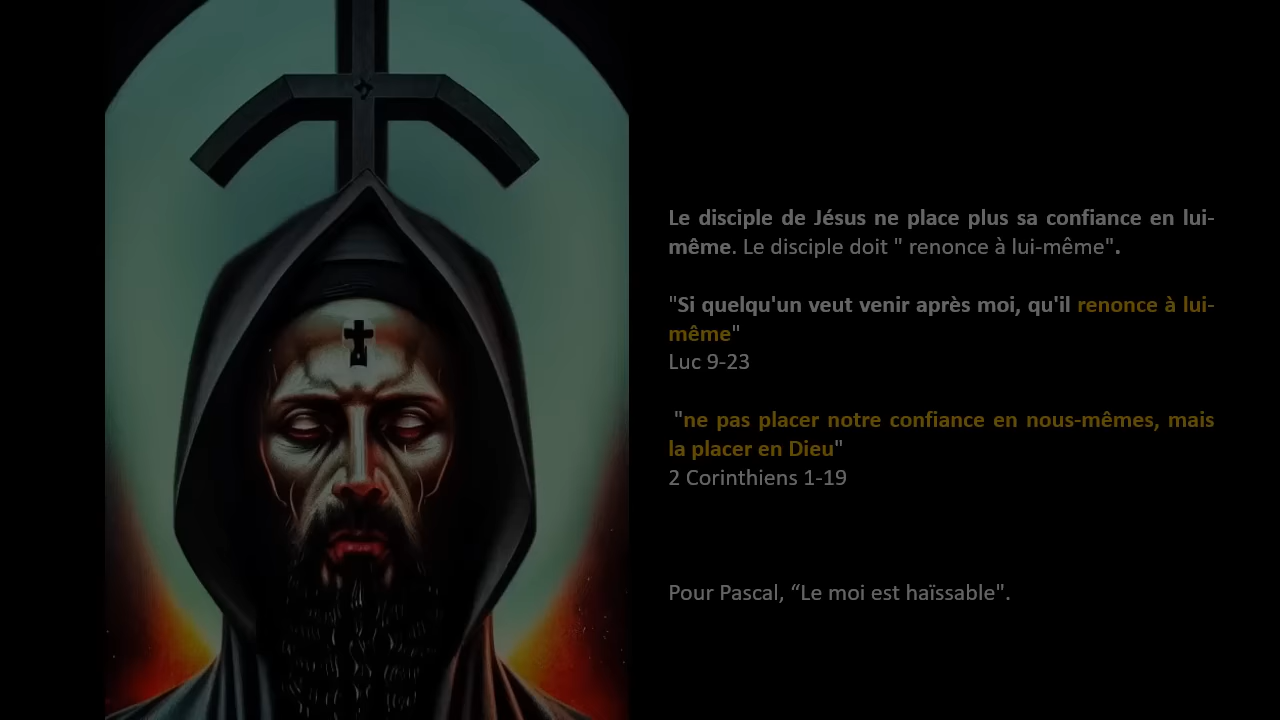 Le disciple de Jésus ne place plus sa confiance en lui-
même. Le disciple doit " renonce à lui-même".
"Si quelqu'un veut venir après moi, qu'il renonce à lui-
même"
Luc 9-23
"ne pas placer notre confiance en nous-mêmes, mais
la placer en Dieu"
2 Corinthiens 1-19
Pour Pascal, “Le moi est haïssable".